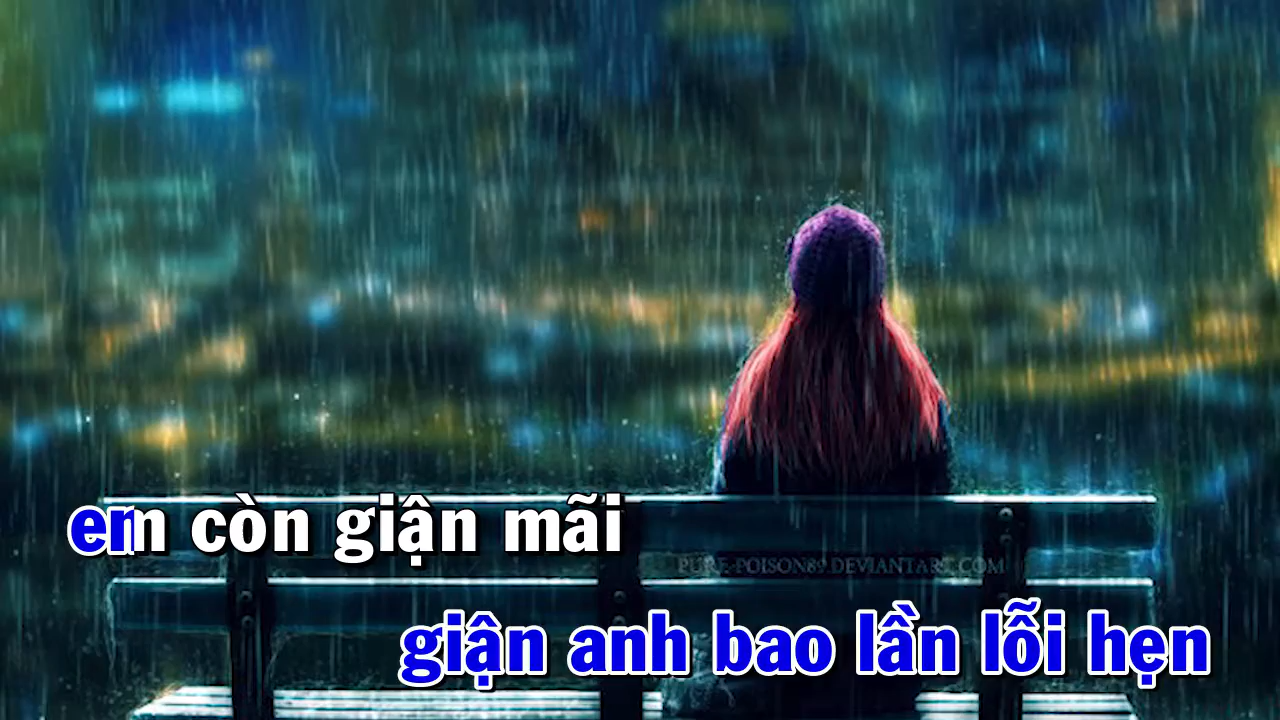 em còn giận mãi
PURE-POISON89.DEVIANTART.COM
giận anh bao lần lỗi hẹn